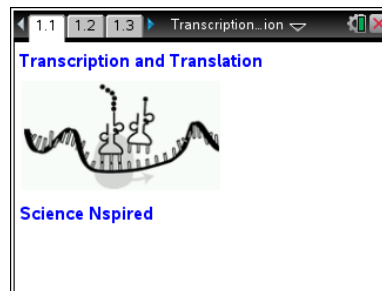 1.1 1.2 1.3 Transcription…ion
Transcription and Translation
Science Nspired